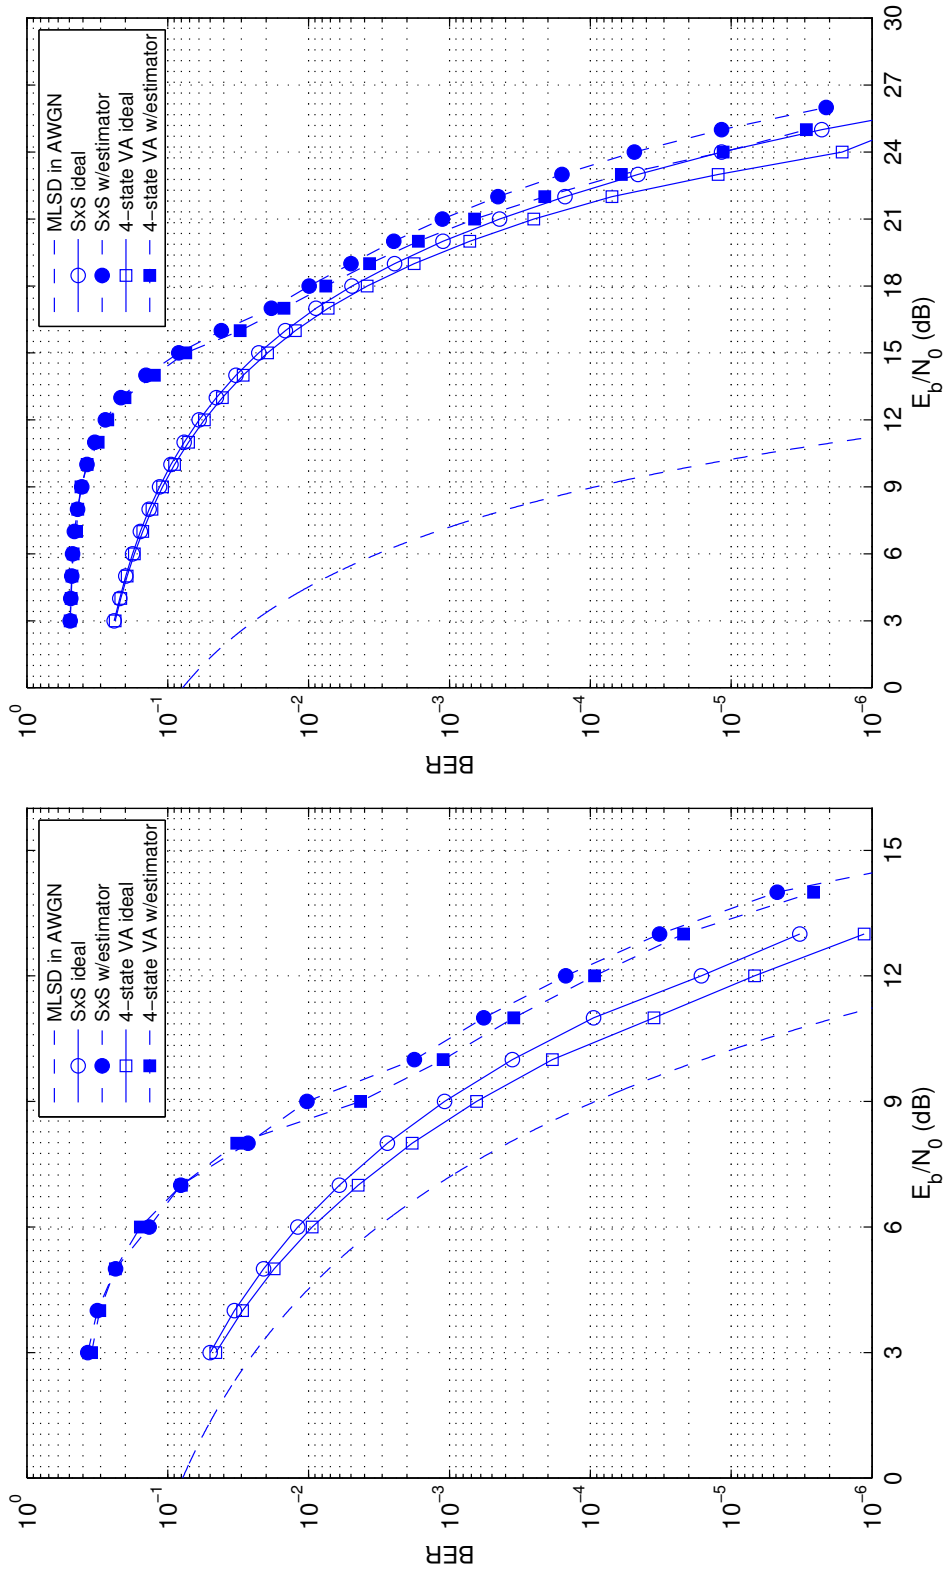 10^0
10^-1
10^-2
10^-3
10^-4
10^-5
10^-6
BER
0
3
6
9
12
15
E_b/N_0 (dB)
MLSD in AWGN
SxS ideal
SxS w/estimator
4-state VA ideal
4-state VA w/estimator
10^0
10^-1
10^-2
10^-3
10^-4
10^-5
10^-6
BER
0
3
6
9
12
15
18
21
24
27
30
E_b/N_0 (dB)
MLSD in AWGN
SxS ideal
SxS w/estimator
4-state VA ideal
4-state VA w/estimator